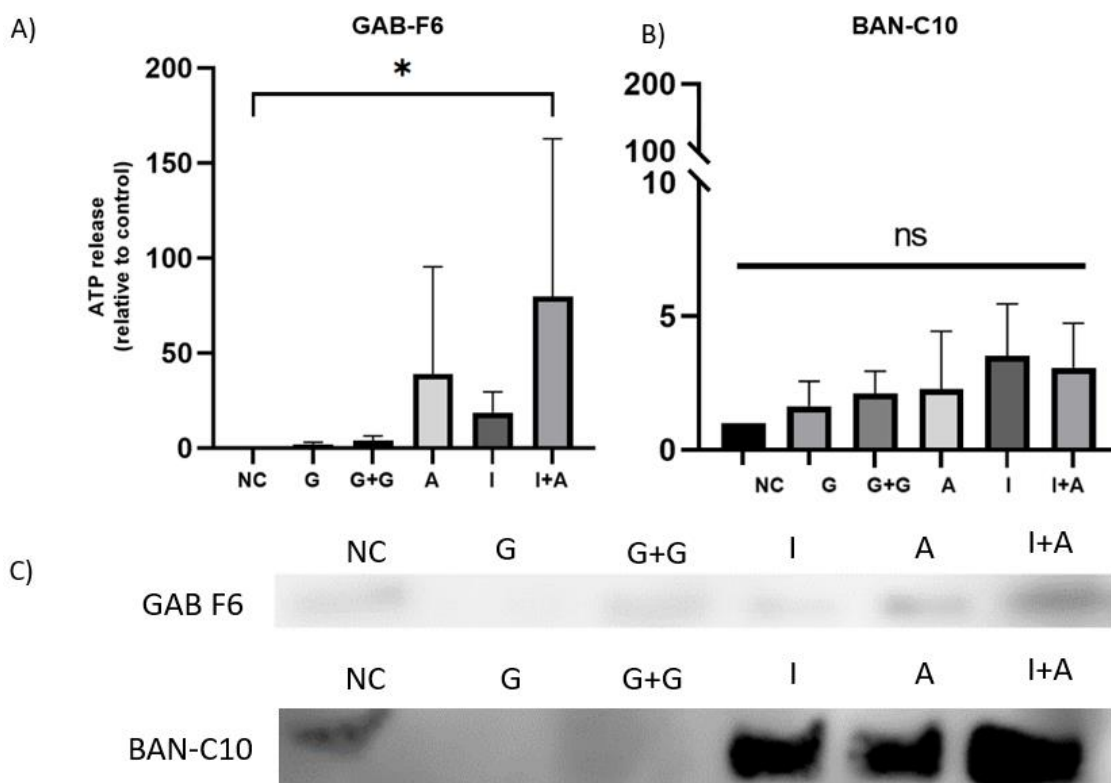 A)
GAB-F6
200
150
100
50
0
ATP release
(relative to control)
*
NC G G+G A I I+A
B)
BAN-C10
200
100
10
5
0
ns
NC G G+G A I I+A
C)
NC G G+G I A I+A
GAB F6
NC G G+G I A I+A
BAN-C10